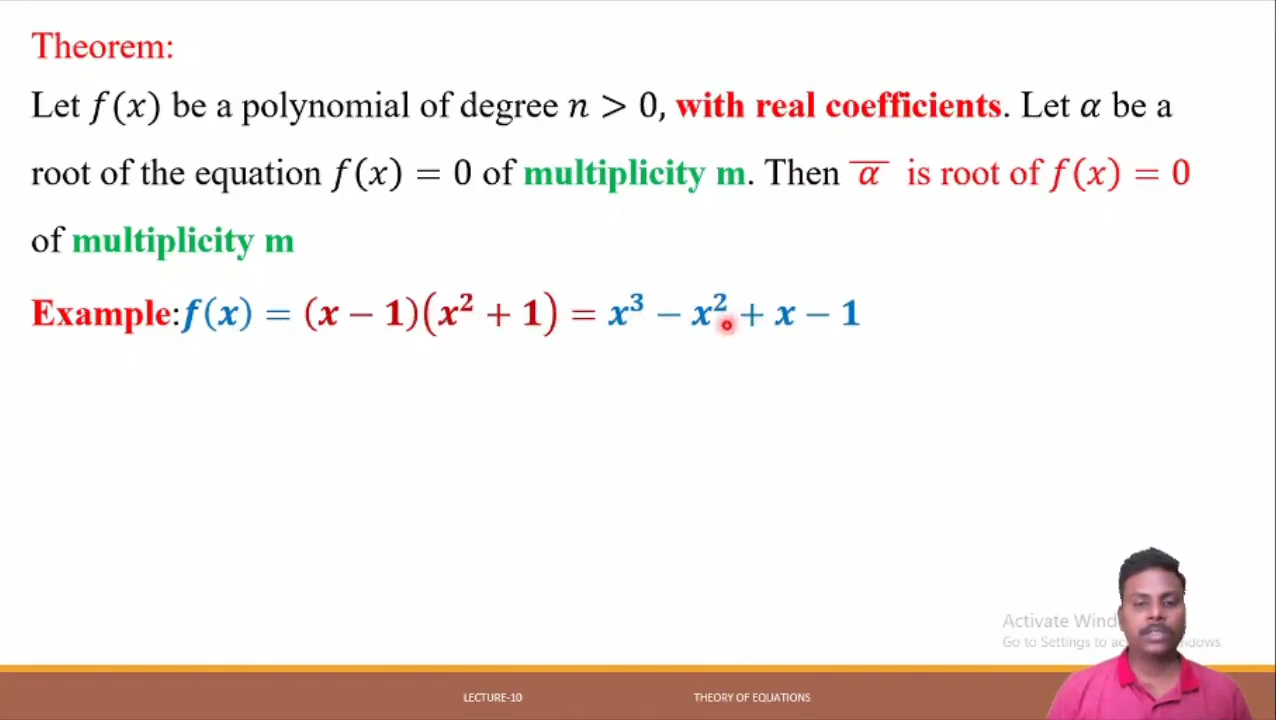 Theorem:
Let f(x) be a polynomial of degree n > 0, with real coefficients. Let α be a
root of the equation f(x) = 0 of multiplicity m. Then α̅ is root of f(x) = 0
of multiplicity m
Example:f(x) = (x − 1)(x² + 1) = x³ − x² + x − 1
Activate
Go to Settings to
LECTURE-10 THEORY OF EQUATIONS